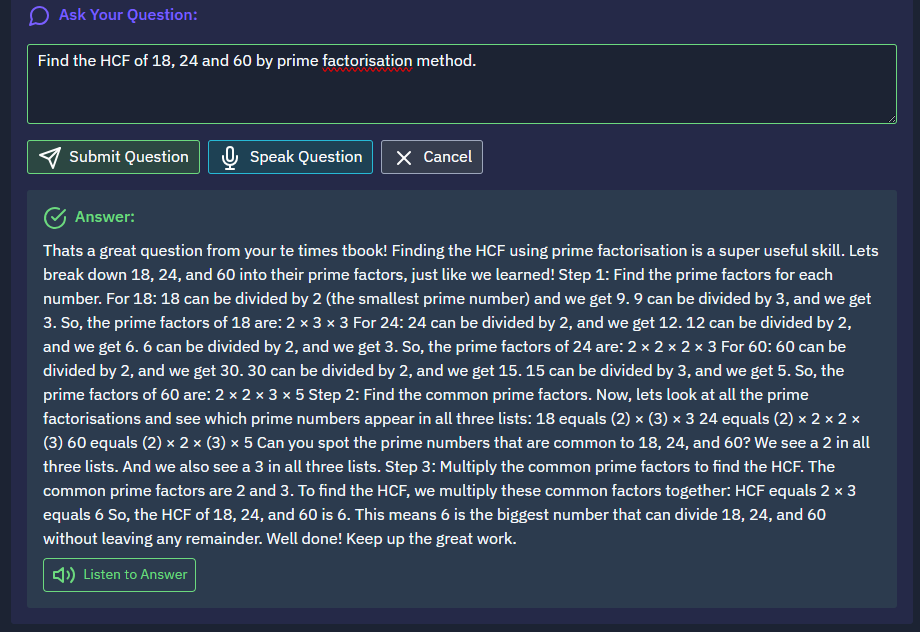 Ask Your Question:
Find the HCF of 18, 24 and 60 by prime factorisation method.
Submit Question
Speak Question
Cancel
Answer:
Thats a great question from your te times tbook! Finding the HCF using prime factorisation is a super useful skill. Lets
break down 18, 24, and 60 into their prime factors, just like we learned! Step 1: Find the prime factors for each
number. For 18: 18 can be divided by 2 (the smallest prime number) and we get 9. 9 can be divided by 3, and we get
3. So, the prime factors of 18 are: 2 × 3 × 3 For 24: 24 can be divided by 2, and we get 12. 12 can be divided by 2,
and we get 6. 6 can be divided by 2, and we get 3. So, the prime factors of 24 are: 2 × 2 × 2 × 3 For 60: 60 can be
divided by 2, and we get 30. 30 can be divided by 2, and we get 15. 15 can be divided by 3, and we get 5. So, the
prime factors of 60 are: 2 × 2 × 3 × 5 Step 2: Find the common prime factors. Now, lets look at all the prime
factorisations and see which prime numbers appear in all three lists: 18 equals (2) × (3) × 3 24 equals (2) × 2 × 2 ×
(3) 60 equals (2) × 2 × (3) × 5 Can you spot the prime numbers that are common to 18, 24, and 60? We see a 2 in all
three lists. And we also see a 3 in all three lists. Step 3: Multiply the common prime factors to find the HCF. The
common prime factors are 2 and 3. To find the HCF, we multiply these common factors together: HCF equals 2 × 3
equals 6 So, the HCF of 18, 24, and 60 is 6. This means 6 is the biggest number that can divide 18, 24, and 60
without leaving any remainder. Well done! Keep up the great work.
Listen to Answer